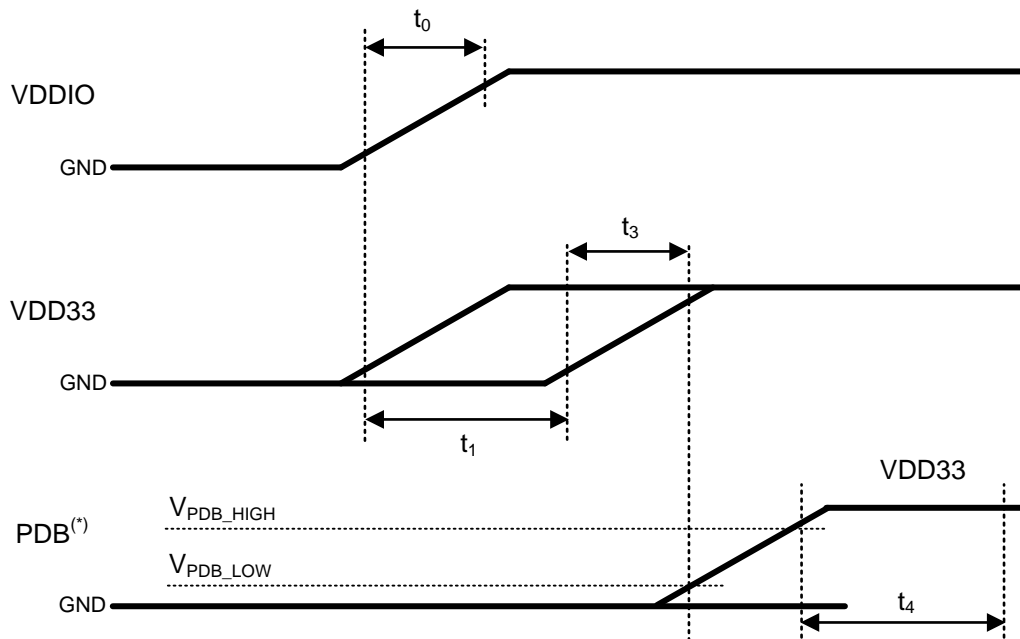 t0
VDDIO
GND
t3
VDD33
GND
t1
VDD33
VPDB_HIGH
PDB(*)
VPDB_LOW
GND
t4